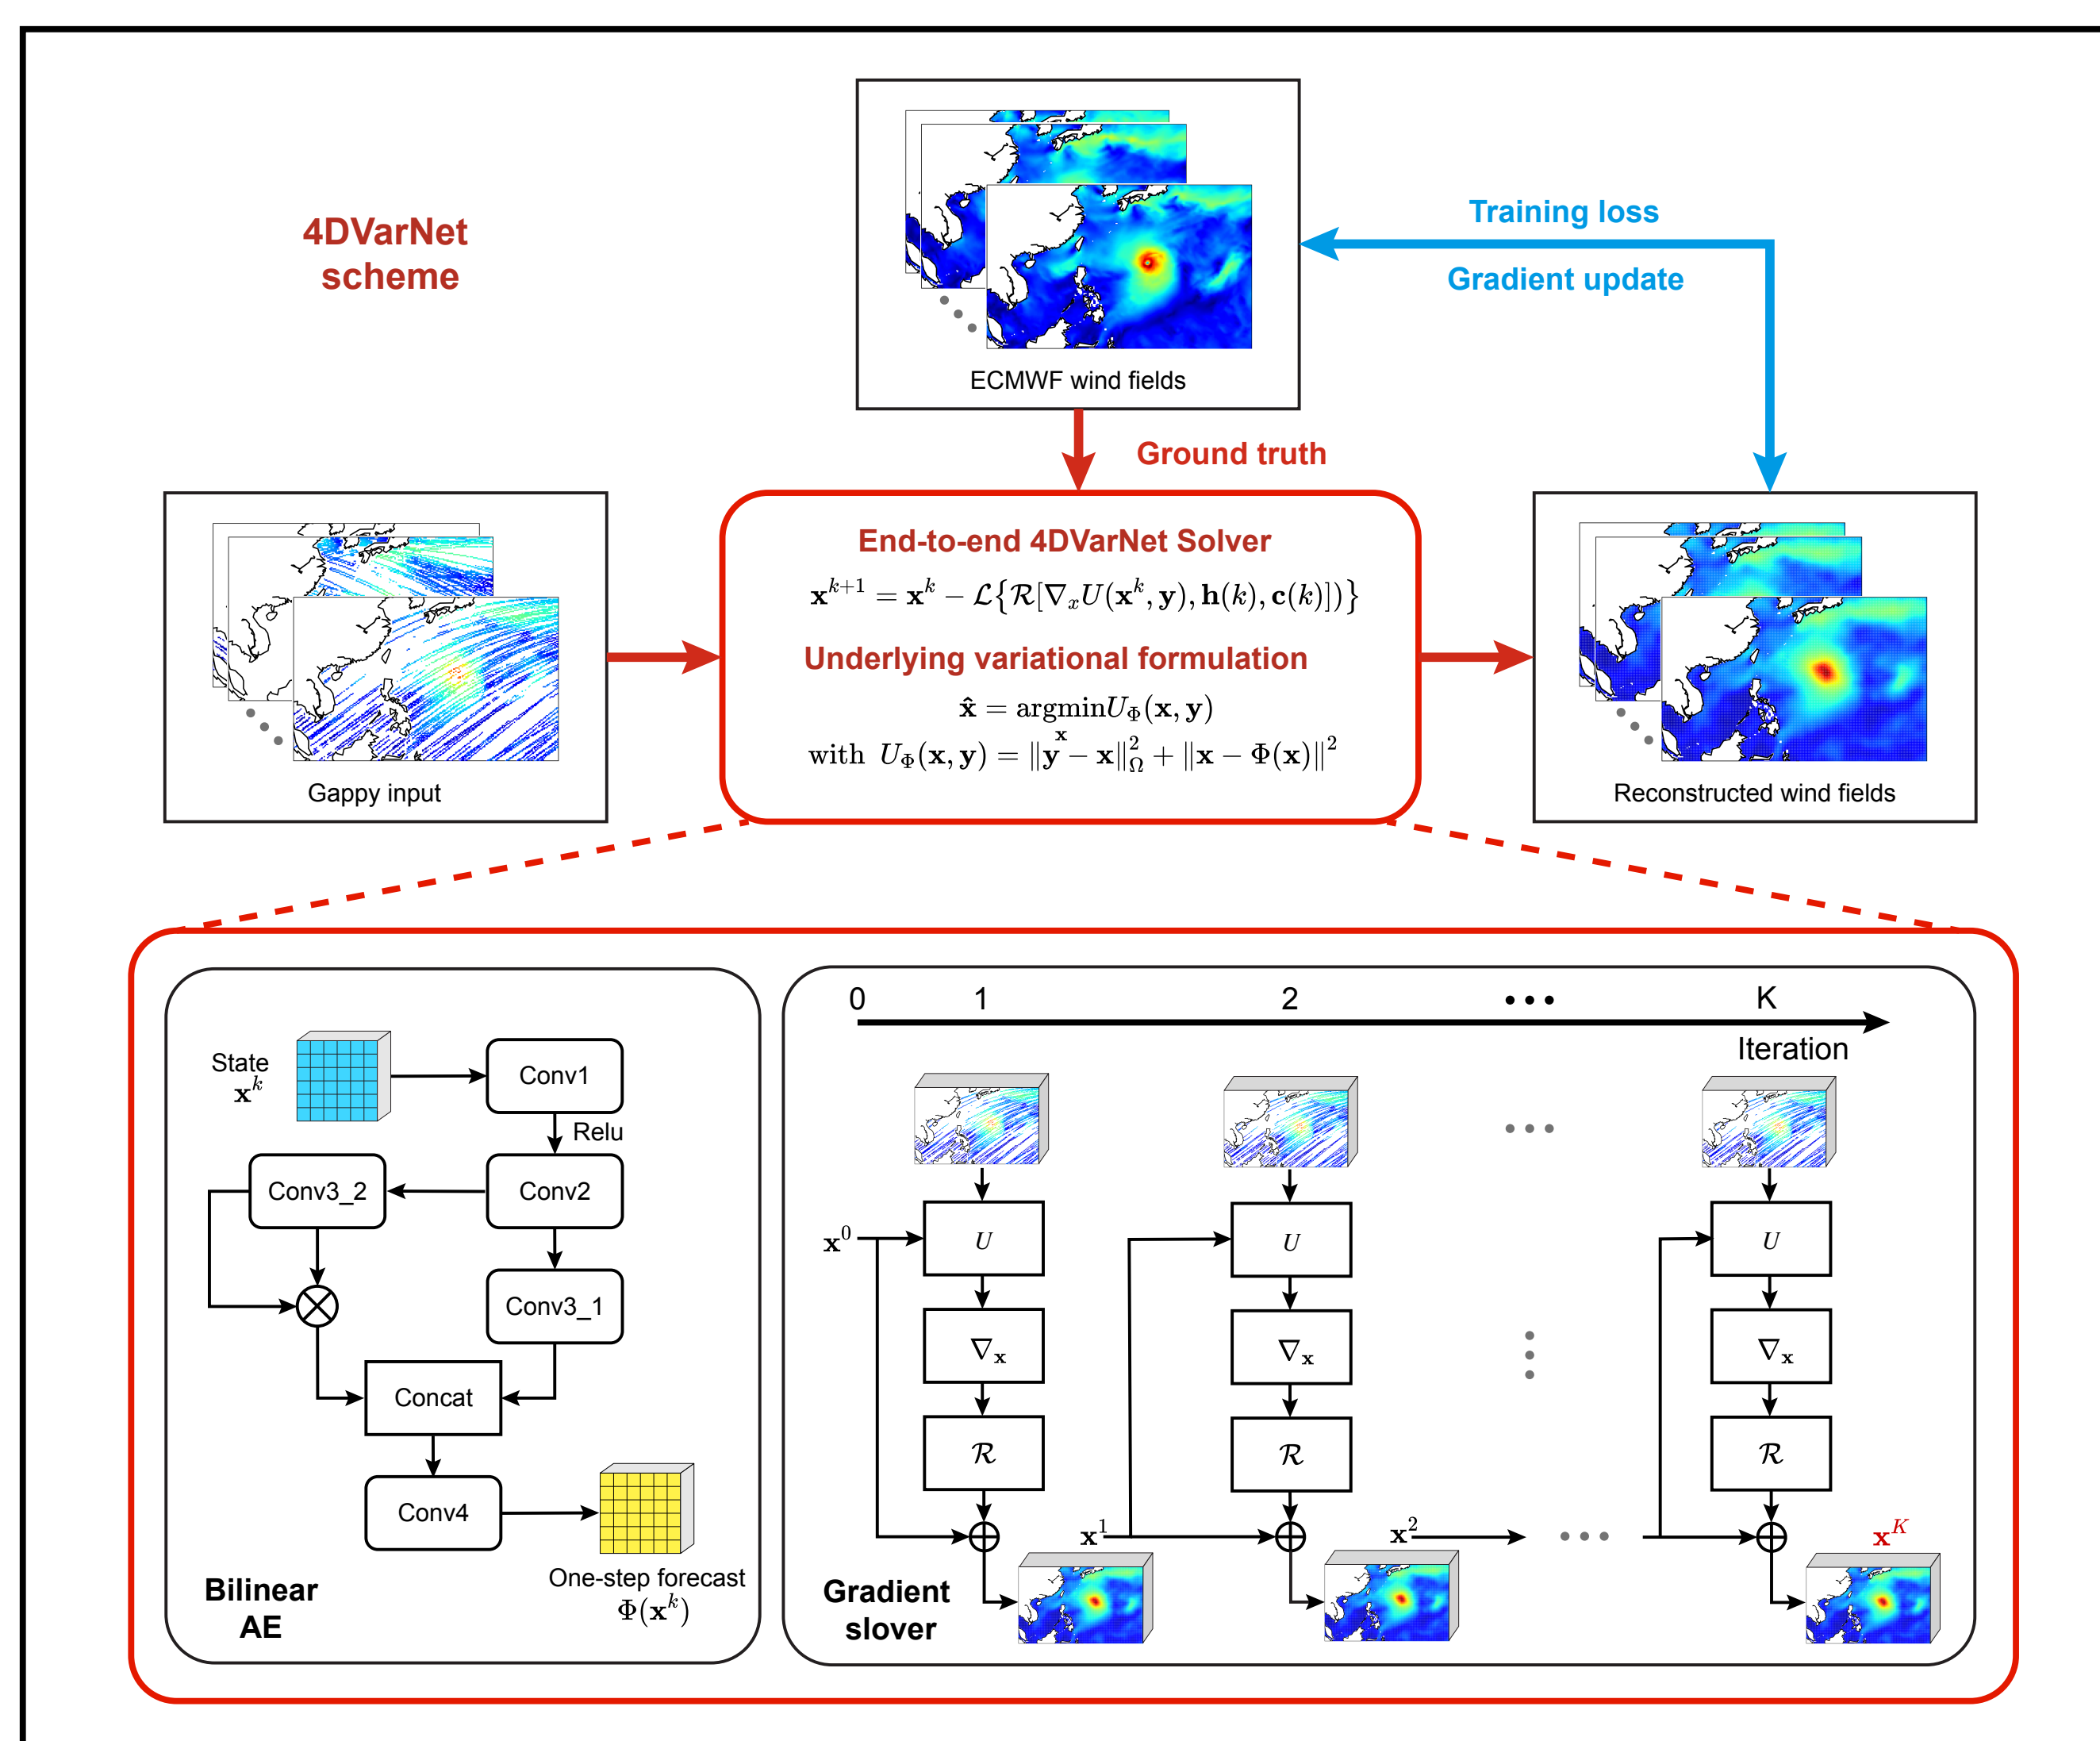 4DVarNet
scheme
ECMWF wind fields
Training loss
Gradient update
Ground truth
Gappy input
End-to-end 4DVarNet Solver
𝐱^{k+1} = 𝐱^k − ℒ{ℛ[∇_x U(𝐱^k, 𝐲), 𝐡(k), 𝐜(k)])}
Underlying variational formulation
𝐱̂ = argmin_𝐱 U_Φ(𝐱, 𝐲)
with U_Φ(𝐱, 𝐲) = ‖𝐲 − 𝐱‖²_Ω + ‖𝐱 − Φ(𝐱)‖²
Reconstructed wind fields
State
𝐱^k
Conv1
Relu
Conv3_2
Conv2
Conv3_1
Concat
Conv4
One-step forecast
Φ(𝐱^k)
Bilinear
AE
0 1 2 ••• K
Iteration
𝐱^0
U
U
U
∇_𝐱
∇_𝐱
∇_𝐱
ℛ
ℛ
ℛ
𝐱^1
𝐱^2
𝐱^K
Gradient
slover